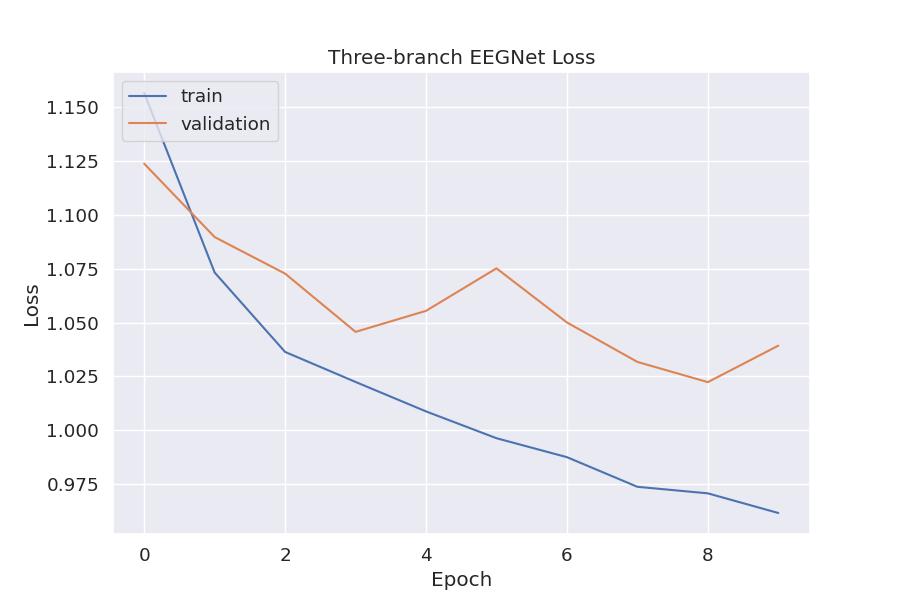 Three-branch EEGNet Loss
train
validation
1.150
1.125
1.100
1.075
1.050
1.025
1.000
0.975
Loss
0 2 4 6 8
Epoch